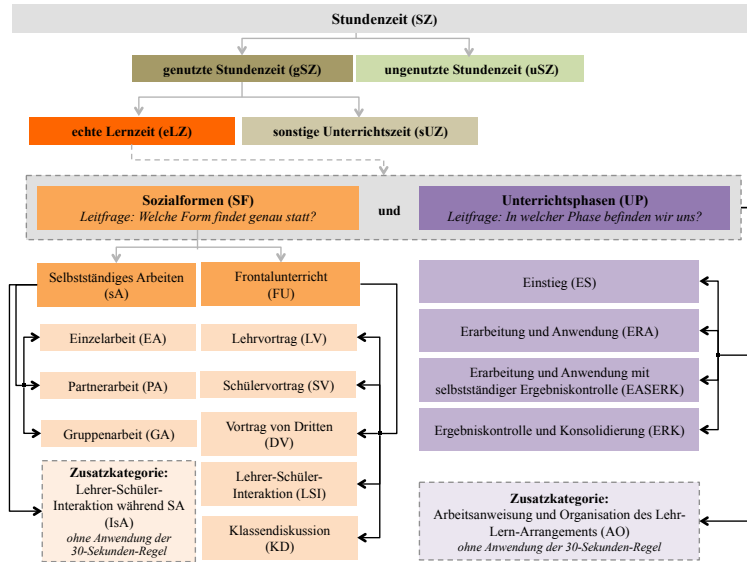 Stundenzeit (SZ)
genutzte Stundenzeit (gSZ)
ungenutzte Stundenzeit (uSZ)
echte Lernzeit (eLZ)
sonstige Unterrichtszeit (sUZ)
Sozialformen (SF)
Leitfrage: Welche Form findet genau statt?
und
Unterrichtsphasen (UP)
Leitfrage: In welcher Phase befinden wir uns?
Selbstständiges Arbeiten
(sA)
Einzelarbeit (EA)
Partnerarbeit (PA)
Gruppenarbeit (GA)
Zusatzkategorie:
Lehrer-Schüler-
Interaktion während SA
(IsA)
ohne Anwendung der
30-Sekunden-Regel
Frontalunterricht
(FU)
Lehrvortrag (LV)
Schülervortrag (SV)
Vortrag von Dritten
(DV)
Lehrer-Schüler-
Interaktion (LSI)
Klassendiskussion
(KD)
Einstieg (ES)
Erarbeitung und Anwendung (ERA)
Erarbeitung und Anwendung mit
selbstständiger Ergebniskontrolle (EASERK)
Ergebniskontrolle und Konsolidierung (ERK)
Zusatzkategorie:
Arbeitsanweisung und Organisation des Lehr-
Lern-Arrangements (AO)
ohne Anwendung der 30-Sekunden-Regel